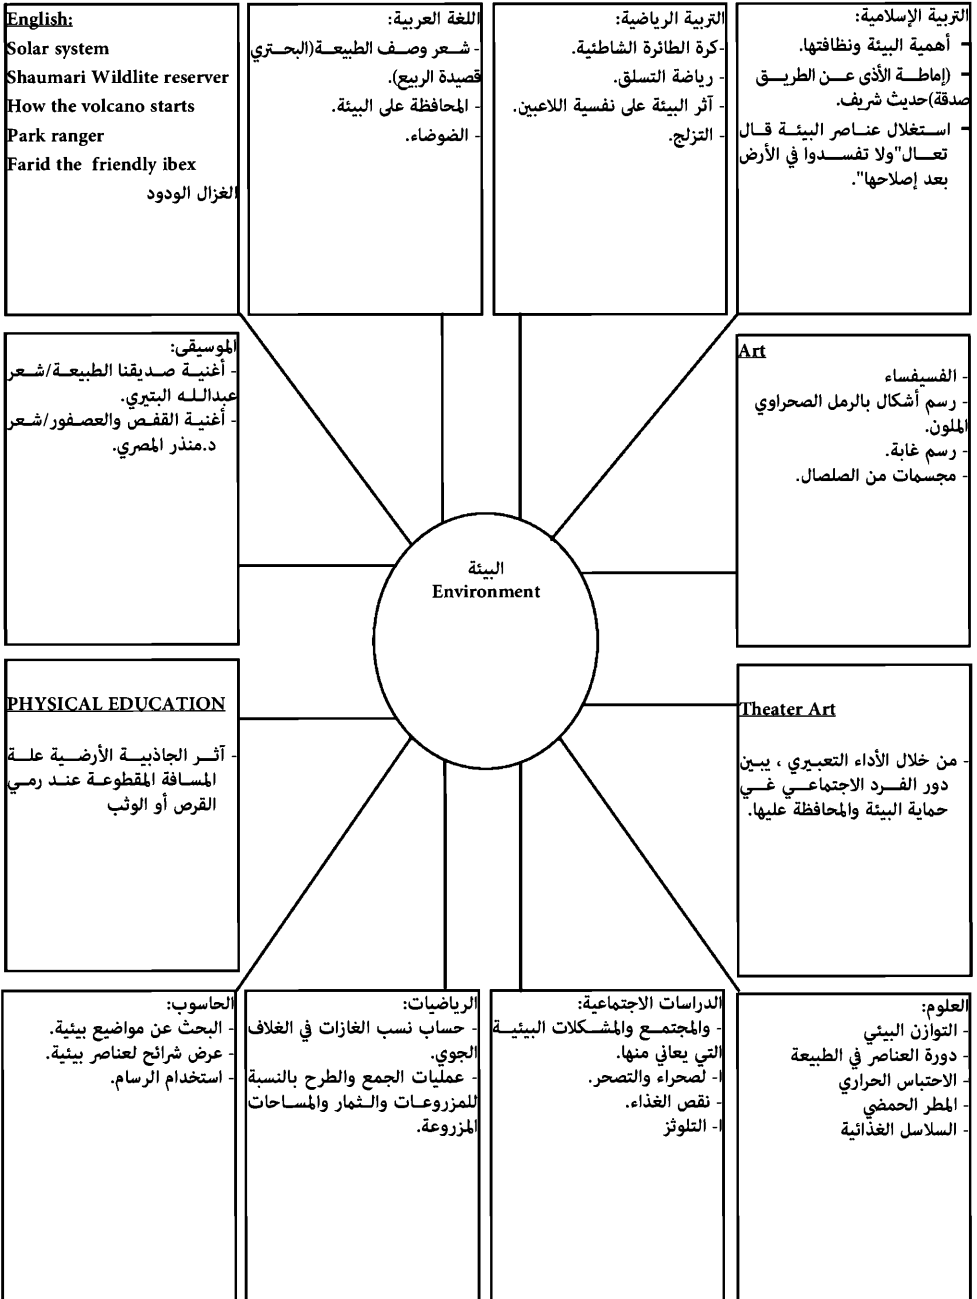 English:
Solar system
Shaumari Wildlite reserver
How the volcano starts
Park ranger
Farid the friendly ibex
الغزال الودود
اللغة العربية:
- شعر وصف الطبيعة(البحتري
قصيدة الربيع).
- المحافظة على البيئة.
- الضوضاء.
التربية الرياضية:
-كرة الطائرة الشاطئية.
- رياضة التسلق.
- آثر البيئة على نفسية اللاعبين.
- التزلج.
التربية الإسلامية:
- أهمية البيئة ونظافتها.
- (إماطة الأذى عن الطريق
صدقة)حديث شريف.
- استغلال عناصر البيئة قال
تعال"ولا تفسدوا في الأرض
بعد إصلاحها".
الموسيقى:
- أغنية صديقنا الطبيعة/شعر
عبدالله البتيري.
- أغنية القفص والعصفور/شعر
د.منذر المصري.
Art
- الفسيفساء
- رسم أشكال بالرمل الصحراوي
الملون.
- رسم غابة.
- مجسمات من الصلصال.
البيئة
Environment
PHYSICAL EDUCATION
- آثر الجاذبية الأرضية علة
المسافة المقطوعة عند رمي
القرص أو الوثب
Theater Art
- من خلال الأداء التعبيري ، يبين
دور الفرد الاجتماعي غي
حماية البيئة والمحافظة عليها.
الحاسوب:
- البحث عن مواضيع بيئية.
- عرض شرائح لعناصر بيئية.
- استخدام الرسام.
الرياضيات:
- حساب نسب الغازات في الغلاف
الجوي.
- عمليات الجمع والطرح بالنسبة
للمزروعات والثمار والمساحات
المزروعة.
الدراسات الاجتماعية:
- والمجتمع والمشكلات البيئية
التي يعاني منها.
ا- لصحراء والتصحر.
- نقص الغذاء.
ا- التلوثز
العلوم:
- التوازن البيئي
- دورة العناصر في الطبيعة
- الاحتباس الحراري
- المطر الحمضي
- السلاسل الغذائية